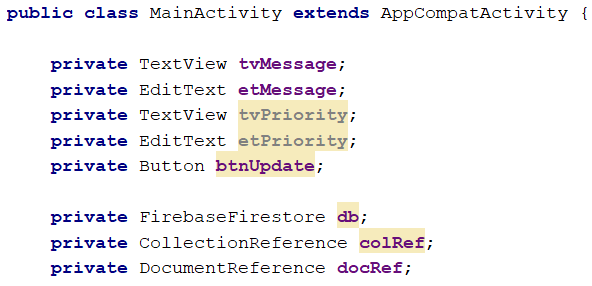 public class MainActivity extends AppCompatActivity {
private TextView tvMessage;
private EditText etMessage;
private TextView tvPriority;
private EditText etPriority;
private Button btnUpdate;
private FirebaseFirestore db;
private CollectionReference colRef;
private DocumentReference docRef;